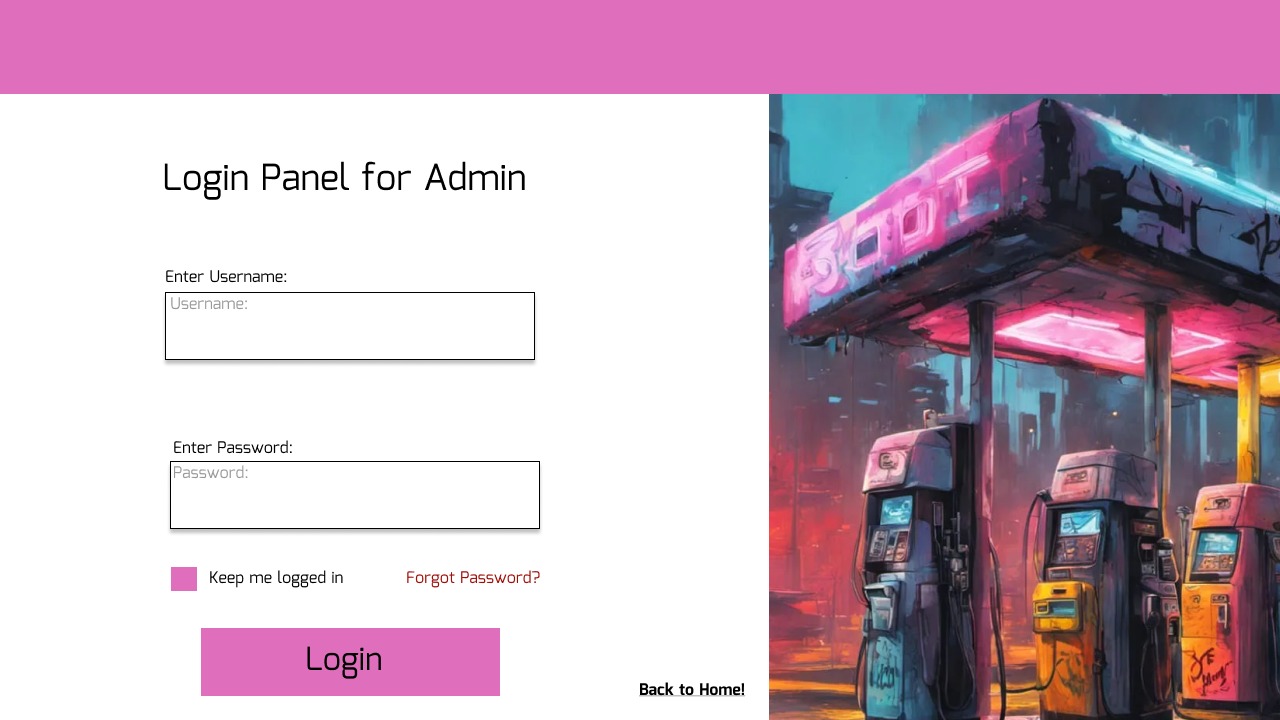 Login Panel for Admin
Enter Username:
Username:
Enter Password:
Password:
Keep me logged in
Forgot Password?
Login
Back to Home!